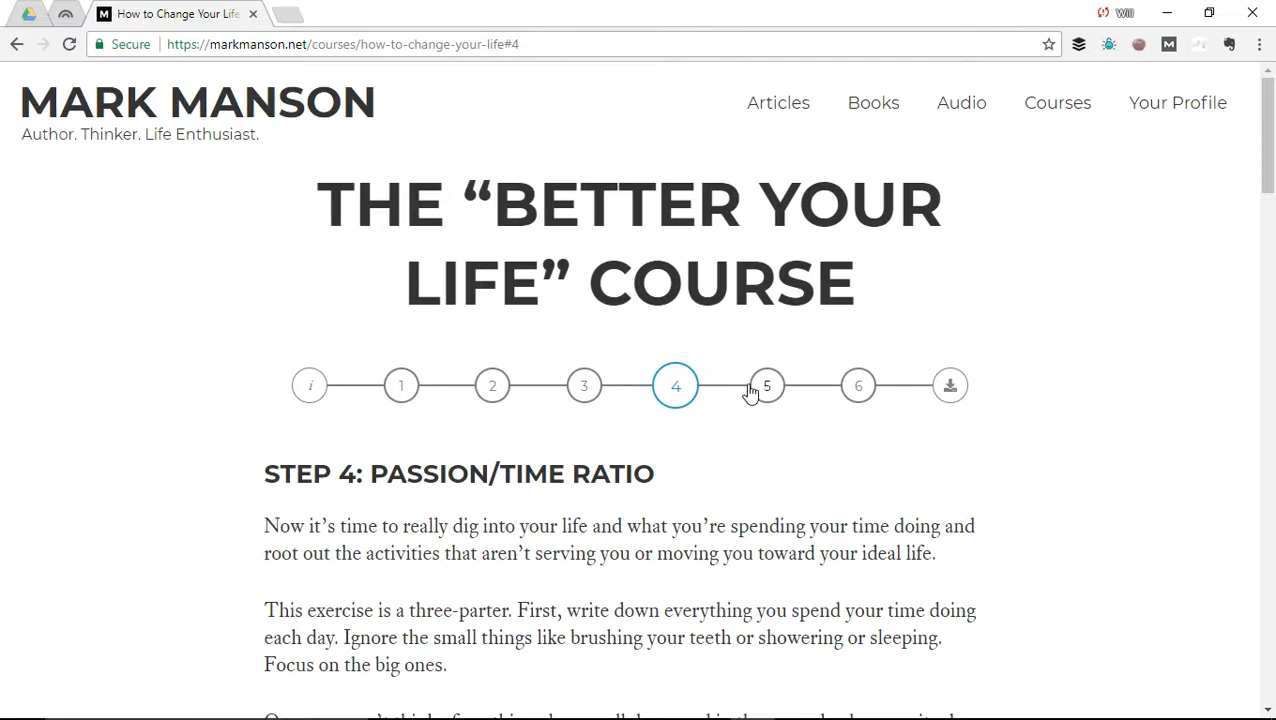 How to Change Your Life
Will
Secure
https://markmanson.net/courses/how-to-change-your-life#4
MARK MANSON
Author. Thinker. Life Enthusiast.
Articles Books Audio Courses Your Profile
THE “BETTER YOUR
LIFE” COURSE
i 1 2 3 4 5 6
STEP 4: PASSION/TIME RATIO
Now it’s time to really dig into your life and what you’re spending your time doing and
root out the activities that aren’t serving you or moving you toward your ideal life.
This exercise is a three-parter. First, write down everything you spend your time doing
each day. Ignore the small things like brushing your teeth or showering or sleeping.
Focus on the big ones.